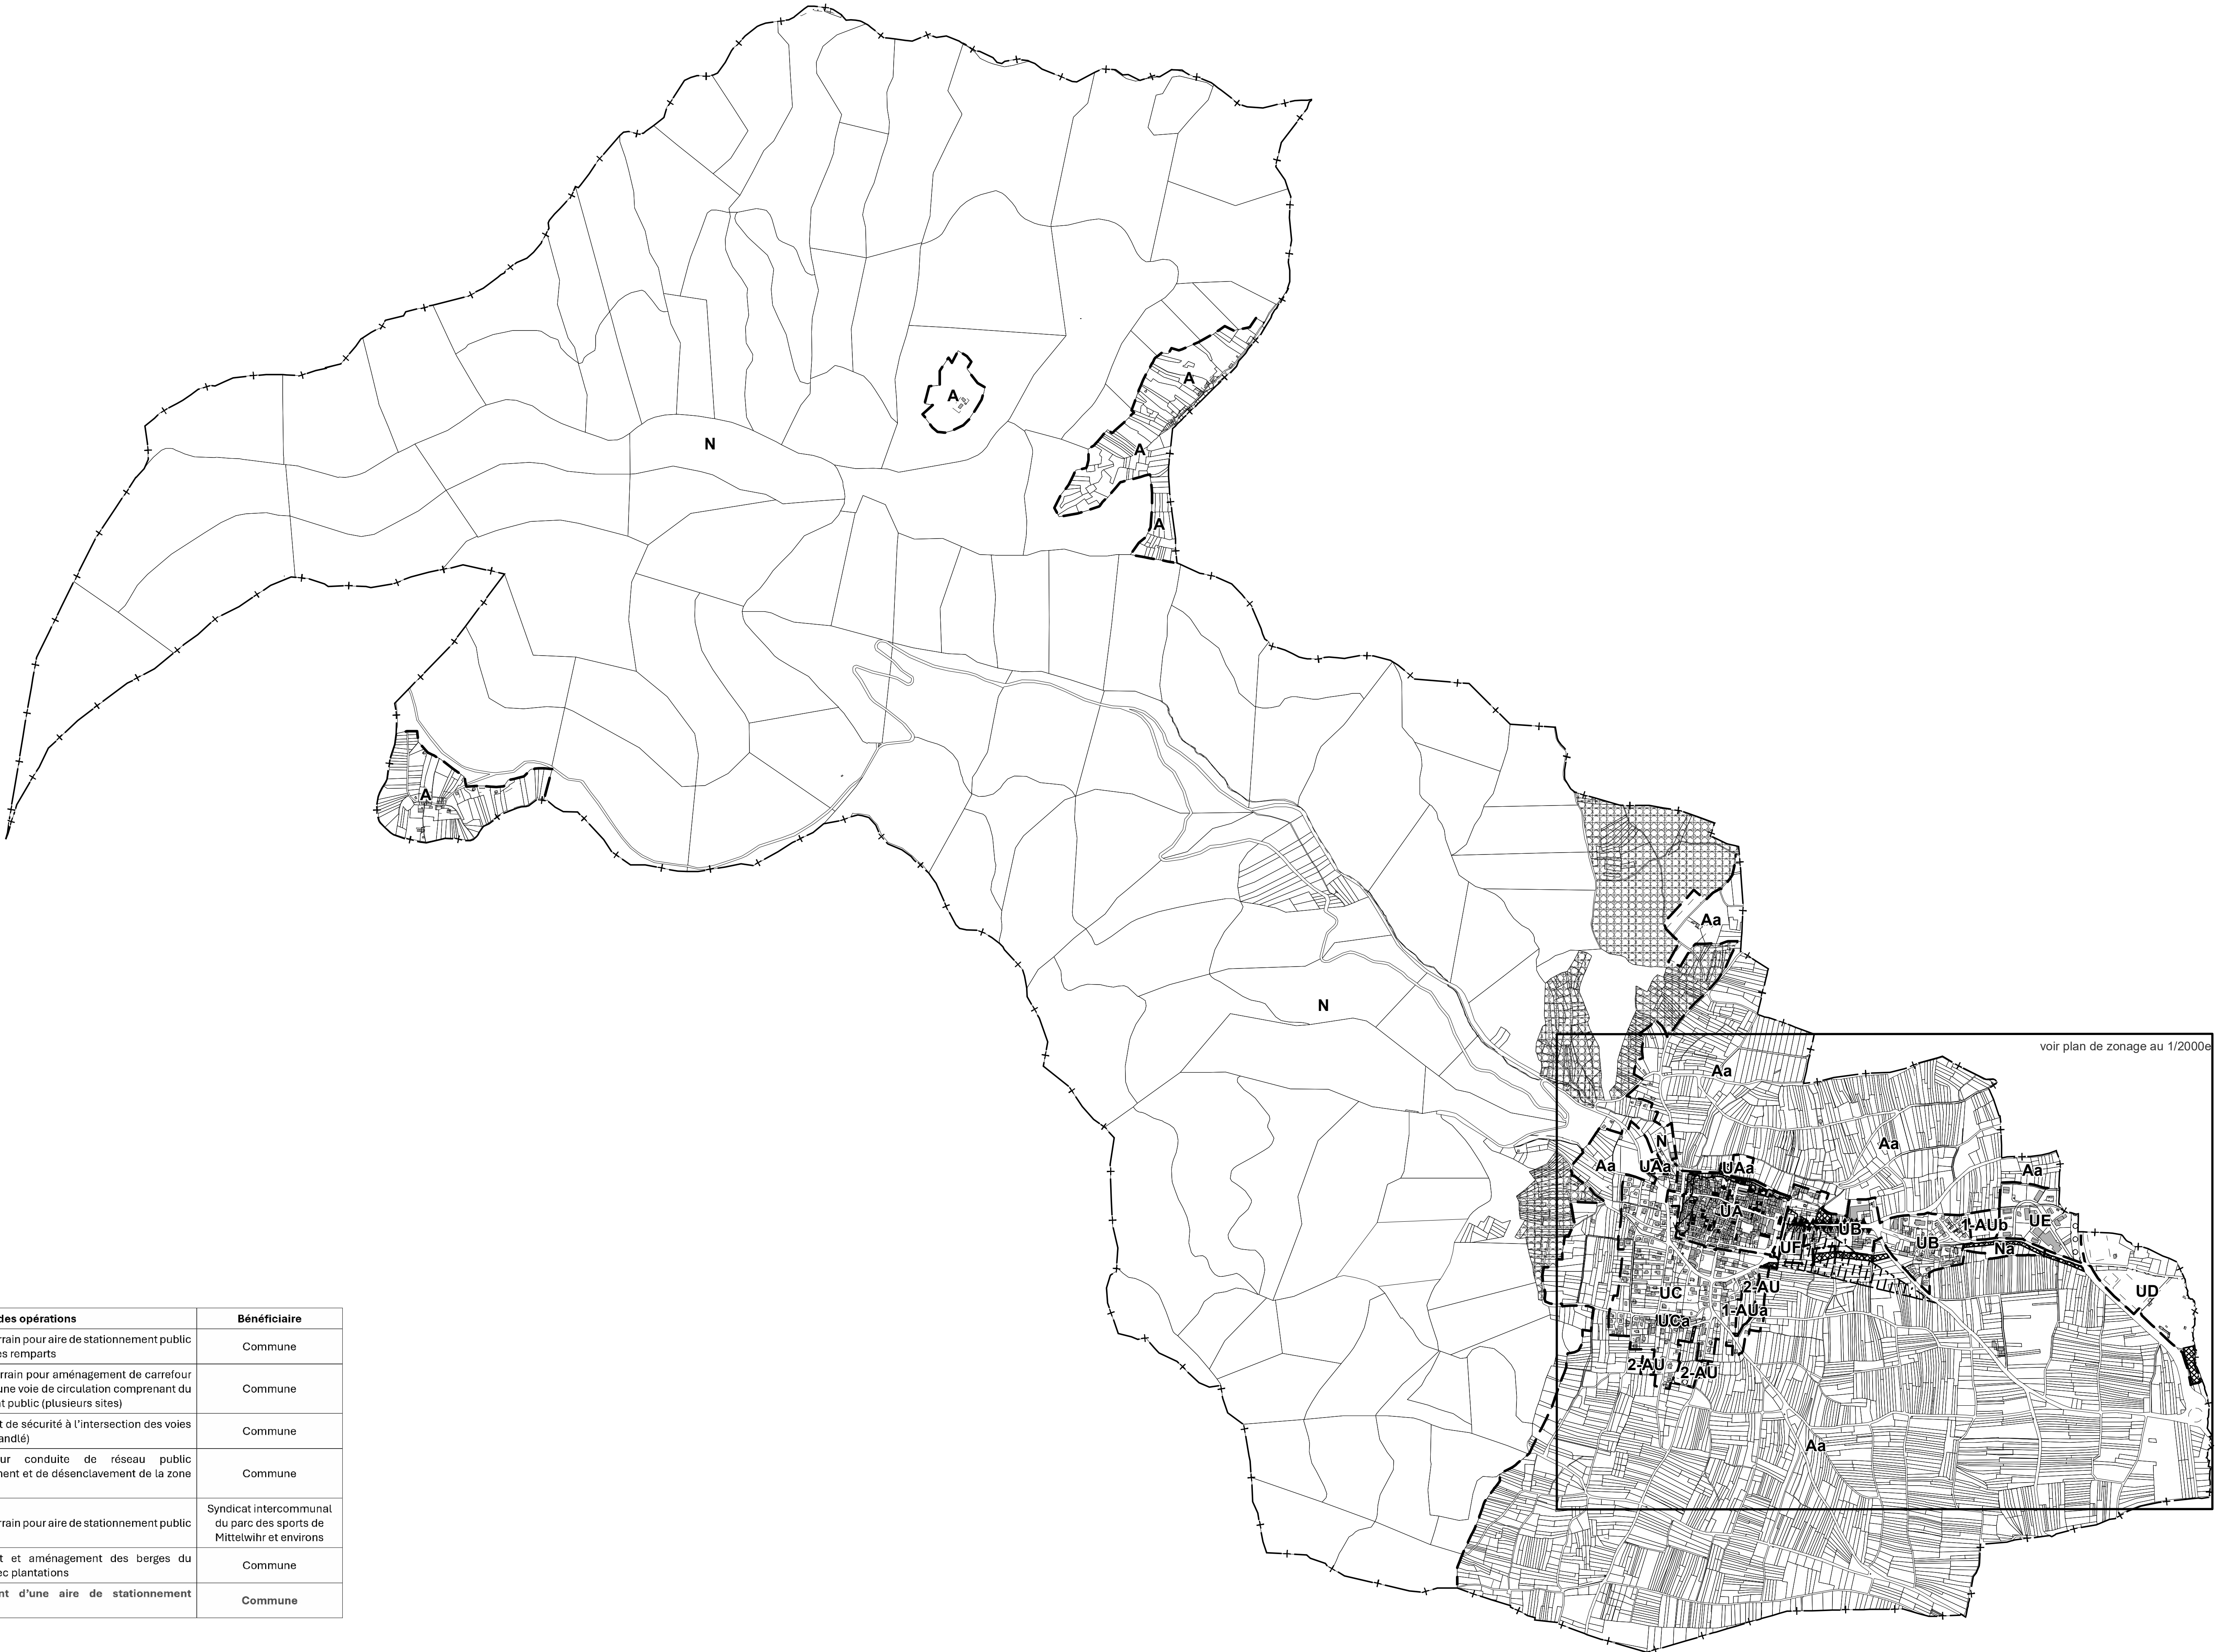 A
A
N
A
A
A
Aa
N
voir plan de zonage au 1/2000e
Aa
N
Aa
Aa
UAa
UAa
Aa
UA
1-AUb
UE
UB
UB
UF
Na
2-AU
UC
UD
1-AUa
UCa
2-AU
2-AU
Aa
des opérations
Bénéficiaire
rrain pour aire de stationnement public
es remparts
Commune
rrain pour aménagement de carrefour
une voie de circulation comprenant du
t public (plusieurs sites)
Commune
t de sécurité à l'intersection des voies
andlé)
Commune
ur conduite de réseau public
ent et de désenclavement de la zone
Commune
rrain pour aire de stationnement public
Syndicat intercommunal
du parc des sports de
Mittelwihr et environs
t et aménagement des berges du
ec plantations
Commune
nt d'une aire de stationnement
Commune